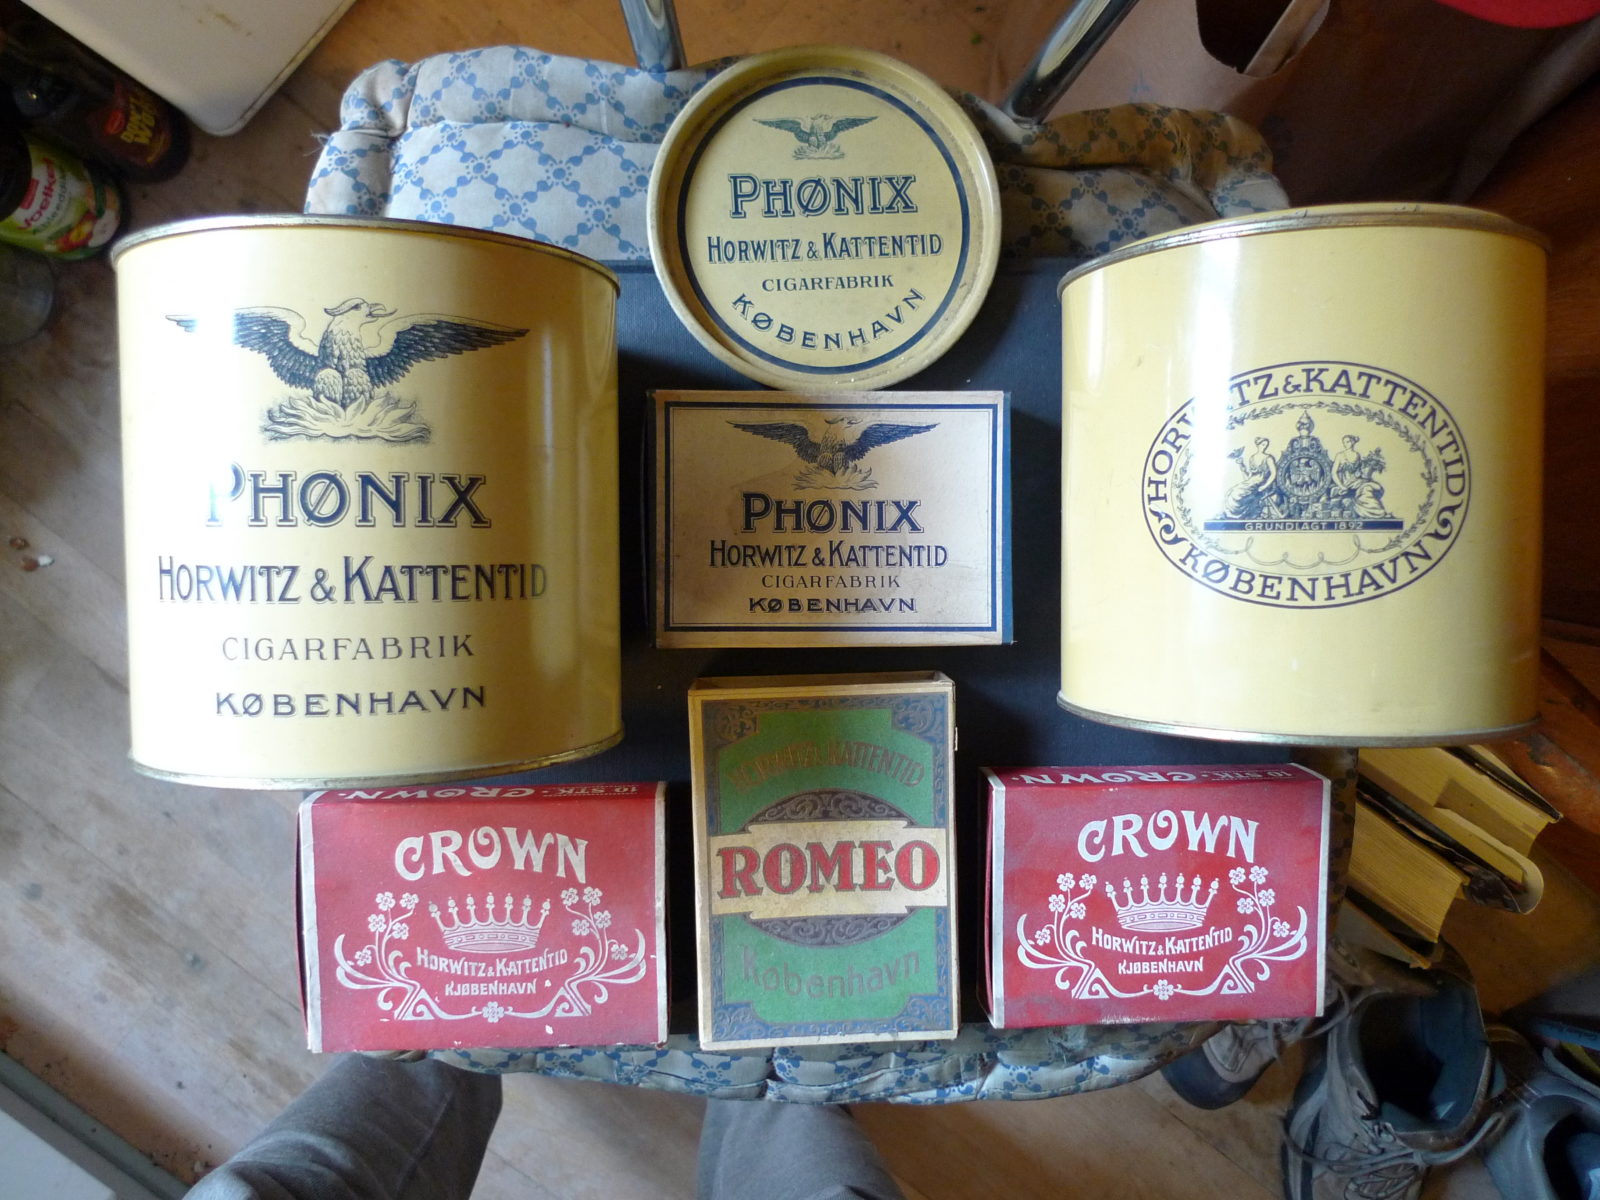 PHØNIX
HORWITZ & KATTENTID
CIGARFABRIK
KØBENHAVN
PHØNIX
HORWITZ & KATTENTID
CIGARFABRIK
KØBENHAVN
HORWITZ & KATTENTID
GRUNDLAGT 1892
KØBENHAVN
PHØNIX
HORWITZ & KATTENTID
CIGARFABRIK
KØBENHAVN
10 STK · CROWN ·
CROWN
HORWITZ & KATTENTID
KJØBENHAVN
HORWITZ & KATTENTID
ROMEO
København
10 STK · CROWN ·
CROWN
HORWITZ & KATTENTID
KJØBENHAVN